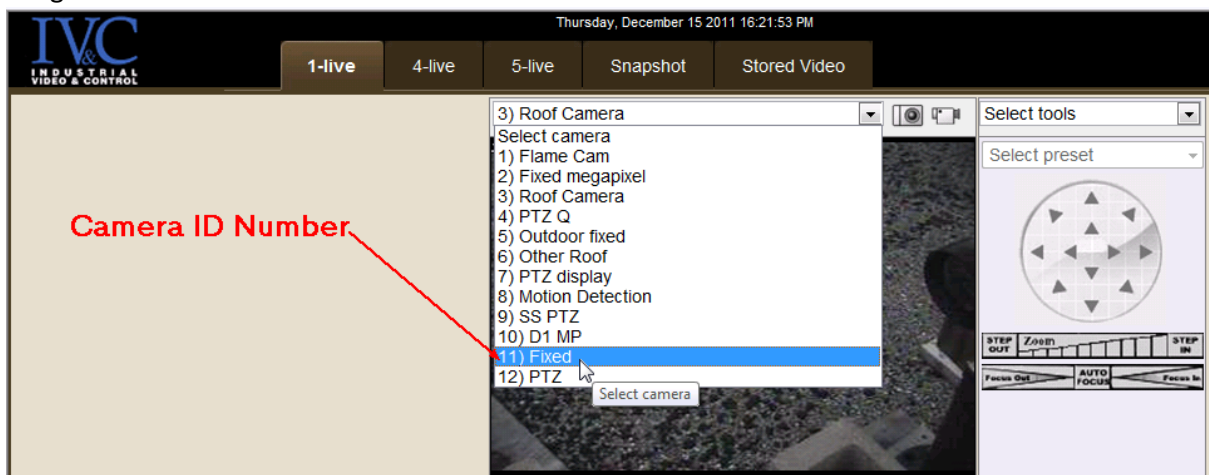 Thursday, December 15 2011 16:21:53 PM
IV&C
INDUSTRIAL
VIDEO & CONTROL
1-live 4-live 5-live Snapshot Stored Video
3) Roof Camera
Select tools
Select camera
Select preset
1) Flame Cam
2) Fixed megapixel
3) Roof Camera
4) PTZ Q
5) Outdoor fixed
6) Other Roof
7) PTZ display
8) Motion Detection
9) SS PTZ
10) D1 MP
11) Fixed
12) PTZ
Select camera
Camera ID Number
STEP OUT Zoom STEP IN
Focus Out AUTO FOCUS Focus In